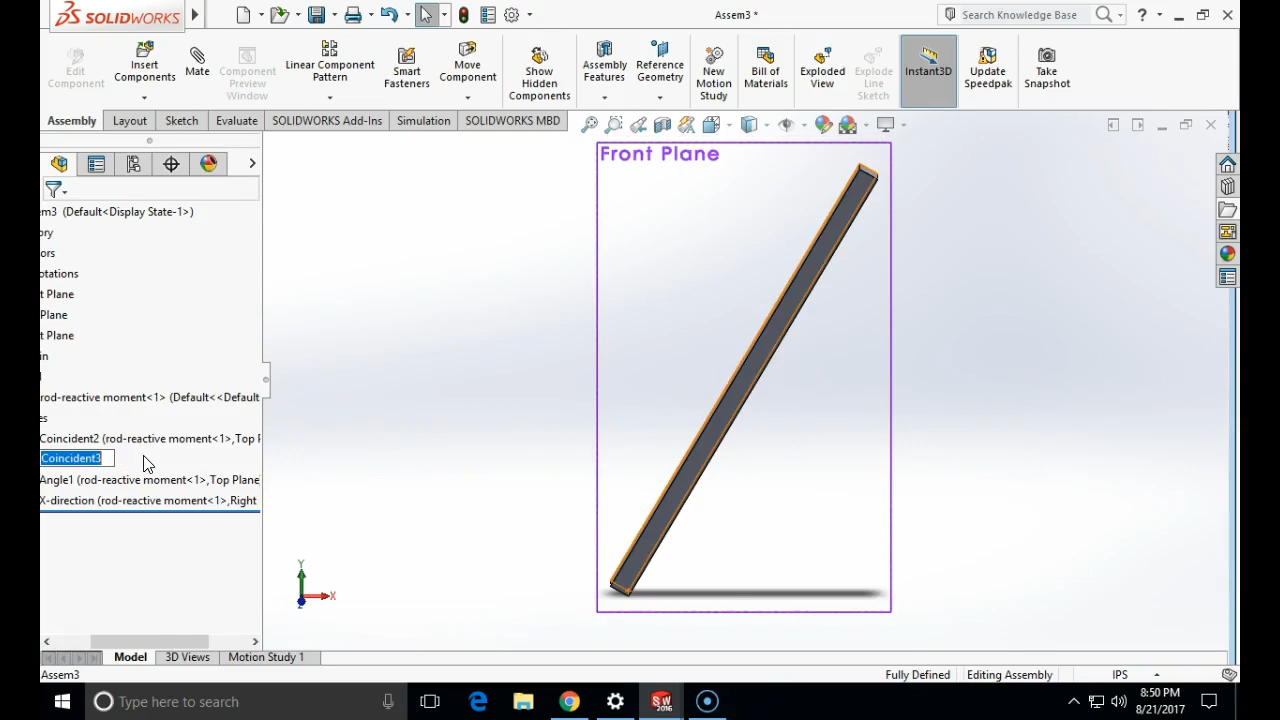 SOLIDWORKS
Assem3 *
Search Knowledge Base
?
Edit Component
Insert Components
Mate
Component Preview Window
Linear Component Pattern
Smart Fasteners
Move Component
Show Hidden Components
Assembly Features
Reference Geometry
New Motion Study
Bill of Materials
Exploded View
Explode Line Sketch
Instant3D
Update Speedpak
Take Snapshot
Assembly Layout Sketch Evaluate SOLIDWORKS Add-Ins Simulation SOLIDWORKS MBD
Front Plane
em3 (Default<Display State-1>)
ory
ors
otations
t Plane
Plane
t Plane
in
rod-reactive moment<1> (Default<<Default
es
Coincident2 (rod-reactive moment<1>,Top P
Coincident3
Angle1 (rod-reactive moment<1>,Top Plane
X-direction (rod-reactive moment<1>,Right
Y
X
Z
Model 3D Views Motion Study 1
Assem3
Fully Defined Editing Assembly IPS
Type here to search
SW 2016
8:50 PM
8/21/2017